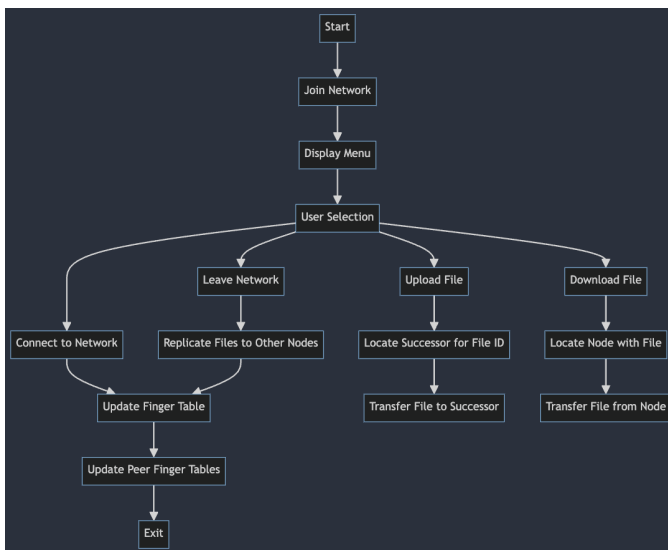 Start
Join Network
Display Menu
User Selection
Leave Network
Upload File
Download File
Connect to Network
Replicate Files to Other Nodes
Locate Successor for File ID
Locate Node with File
Update Finger Table
Transfer File to Successor
Transfer File from Node
Update Peer Finger Tables
Exit